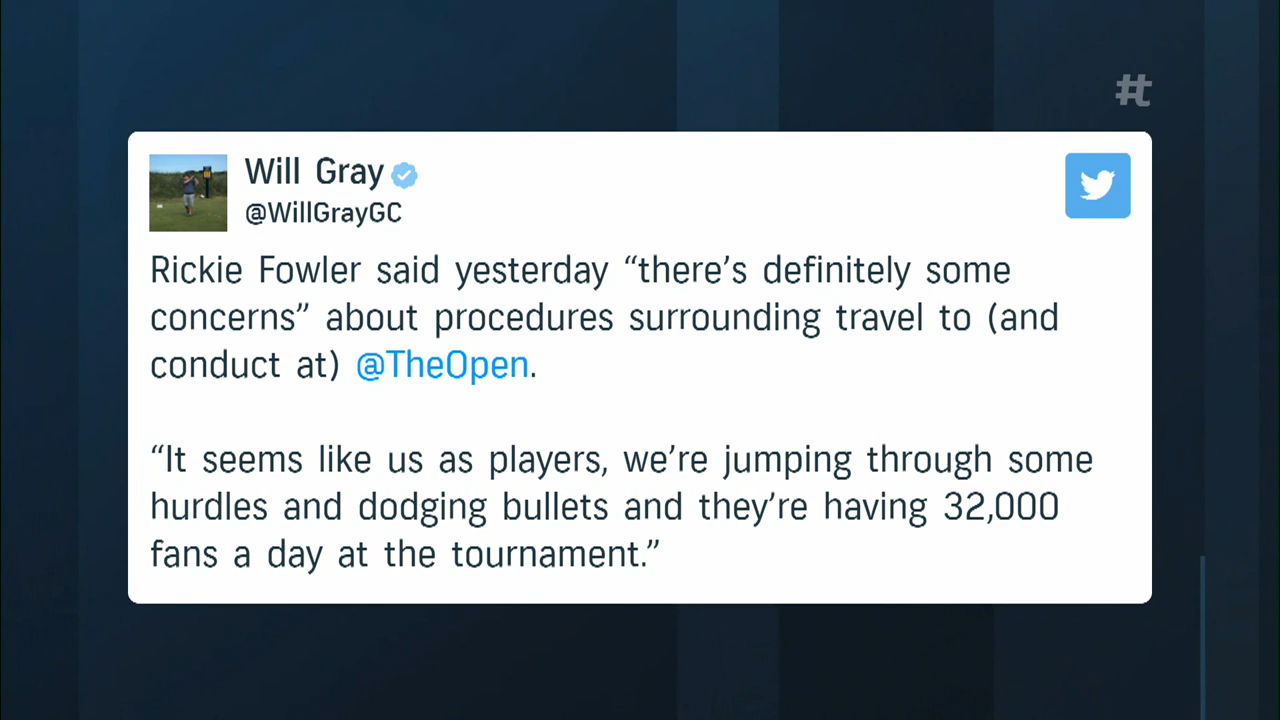 #
Will Gray
@WillGrayGC
Rickie Fowler said yesterday “there’s definitely some
concerns” about procedures surrounding travel to (and
conduct at) @TheOpen.
“It seems like us as players, we’re jumping through some
hurdles and dodging bullets and they’re having 32,000
fans a day at the tournament.”